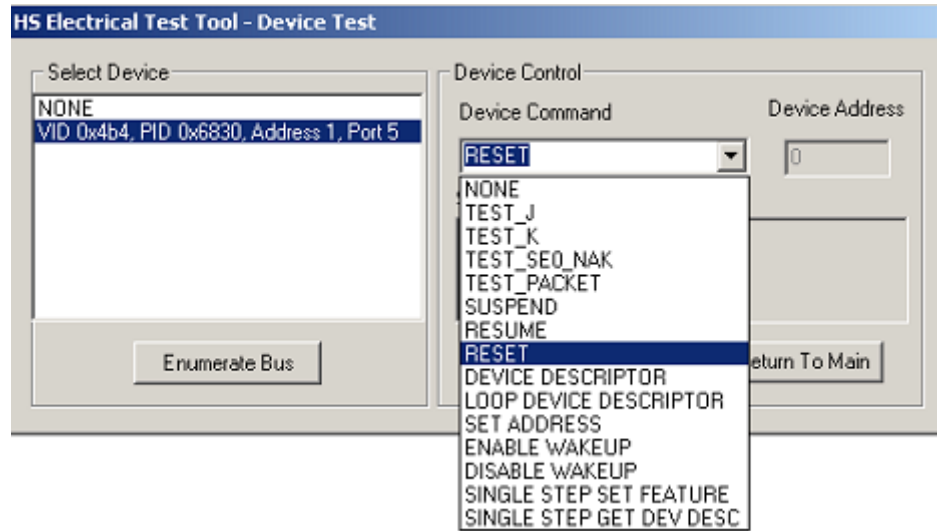 HS Electrical Test Tool - Device Test
Select Device
NONE
VID 0x4b4, PID 0x6830, Address 1, Port 5
Enumerate Bus
Device Control
Device Command
Device Address
RESET
0
NONE
TEST_J
TEST_K
TEST_SE0_NAK
TEST_PACKET
SUSPEND
RESUME
RESET
DEVICE DESCRIPTOR
LOOP DEVICE DESCRIPTOR
SET ADDRESS
ENABLE WAKEUP
DISABLE WAKEUP
SINGLE STEP SET FEATURE
SINGLE STEP GET DEV DESC
eturn To Main